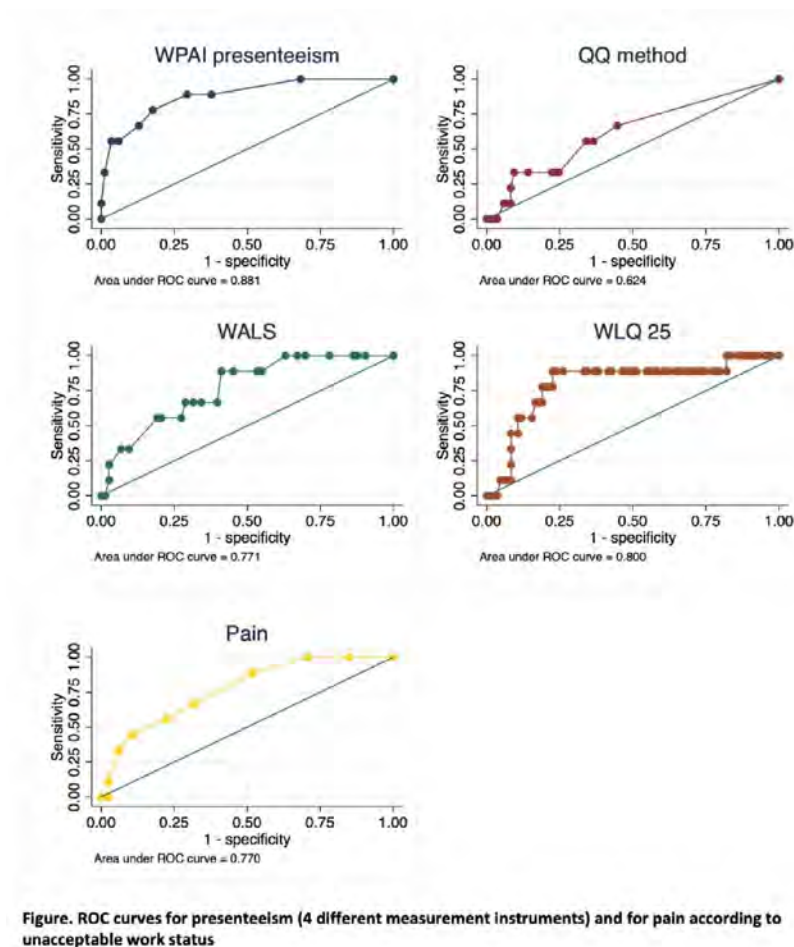 WPAI presenteeism
Sensitivity
0.00 0.25 0.50 0.75 1.00
0.00 0.25 0.50 0.75 1.00
1 - specificity
Area under ROC curve = 0.881
QQ method
Sensitivity
0.00 0.25 0.50 0.75 1.00
0.00 0.25 0.50 0.75 1.00
1 - specificity
Area under ROC curve = 0.624
WALS
Sensitivity
0.00 0.25 0.50 0.75 1.00
0.00 0.25 0.50 0.75 1.00
1 - specificity
Area under ROC curve = 0.771
WLQ 25
Sensitivity
0.00 0.25 0.50 0.75 1.00
0.00 0.25 0.50 0.75 1.00
1 - specificity
Area under ROC curve = 0.800
Pain
Sensitivity
0.00 0.25 0.50 0.75 1.00
0.00 0.25 0.50 0.75 1.00
1 - specificity
Area under ROC curve = 0.770
Figure. ROC curves for presenteeism (4 different measurement instruments) and for pain according to
unacceptable work status